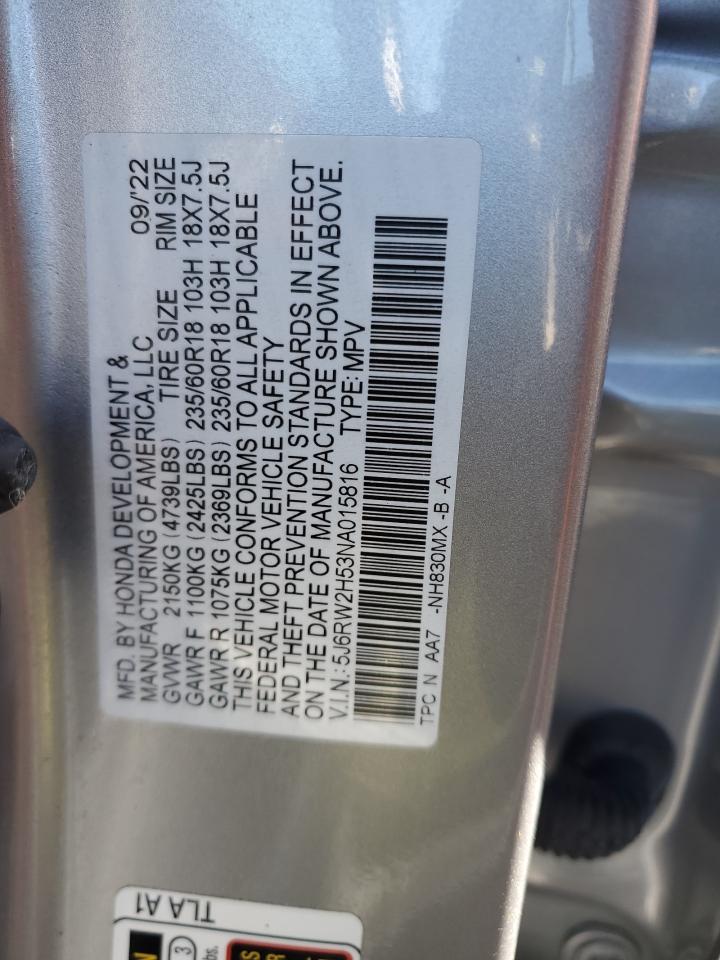 MFD. BY HONDA DEVELOPMENT &
MANUFACTURING OF AMERICA, LLC 09/'22
GVWR 2150KG (4739LBS) TIRE SIZE RIM SIZE
GAWR F 1100KG (2425LBS) 235/60R18 103H 18X7.5J
GAWR R 1075KG (2369LBS) 235/60R18 103H 18X7.5J
THIS VEHICLE CONFORMS TO ALL APPLICABLE
FEDERAL MOTOR VEHICLE SAFETY
AND THEFT PREVENTION STANDARDS IN EFFECT
ON THE DATE OF MANUFACTURE SHOWN ABOVE.
V.I.N.: 5J6RW2H53NA015816 TYPE: MPV
TPC N AA7 -NH830MX -B -A
TLA A1
3